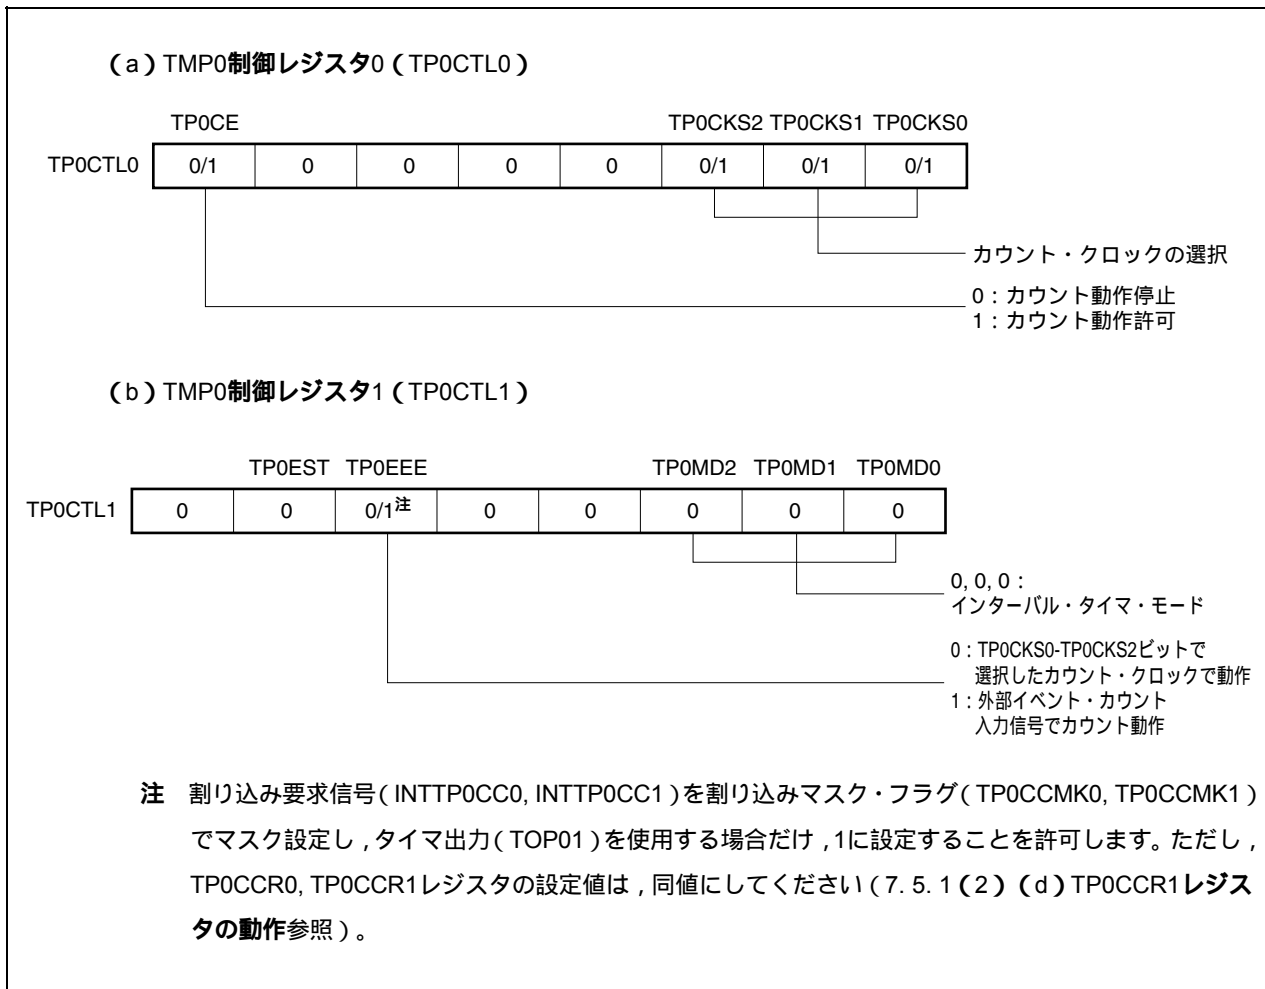 (a)TMP0制御レジスタ0(TP0CTL0)
TP0CE TP0CKS2 TP0CKS1 TP0CKS0
TP0CTL0 0/1 0 0 0 0 0/1 0/1 0/1
カウント・クロックの選択
0:カウント動作停止
1:カウント動作許可
(b)TMP0制御レジスタ1(TP0CTL1)
TP0EST TP0EEE TP0MD2 TP0MD1 TP0MD0
TP0CTL1 0 0 0/1注 0 0 0 0 0
0, 0, 0:
インターバル・タイマ・モード
0:TP0CKS0-TP0CKS2ビットで
選択したカウント・クロックで動作
1:外部イベント・カウント
入力信号でカウント動作
注 割り込み要求信号(INTTP0CC0, INTTP0CC1)を割り込みマスク・フラグ(TP0CCMK0, TP0CCMK1)
でマスク設定し,タイマ出力(TOP01)を使用する場合だけ,1に設定することを許可します。ただし,
TP0CCR0, TP0CCR1レジスタの設定値は,同値にしてください(7. 5. 1(2)(d)TP0CCR1レジス
タの動作参照)。